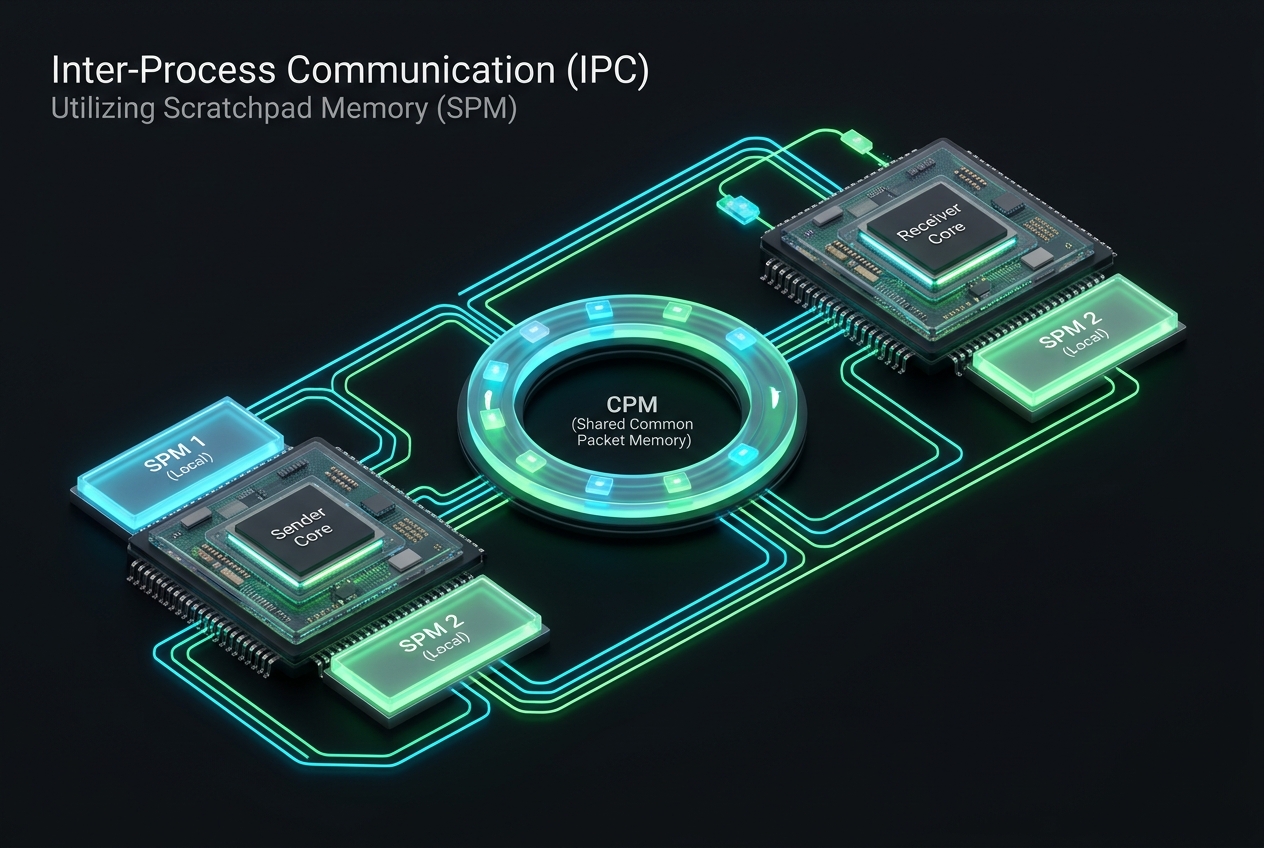 Inter-Process Communication (IPC)
Utilizing Scratchpad Memory (SPM)
Receiver
Core
SPM 2
(Local)
CPM
(Shared Common
Packet Memory)
SPM 1
(Local)
Sender
Core
SPM 2
(Local)